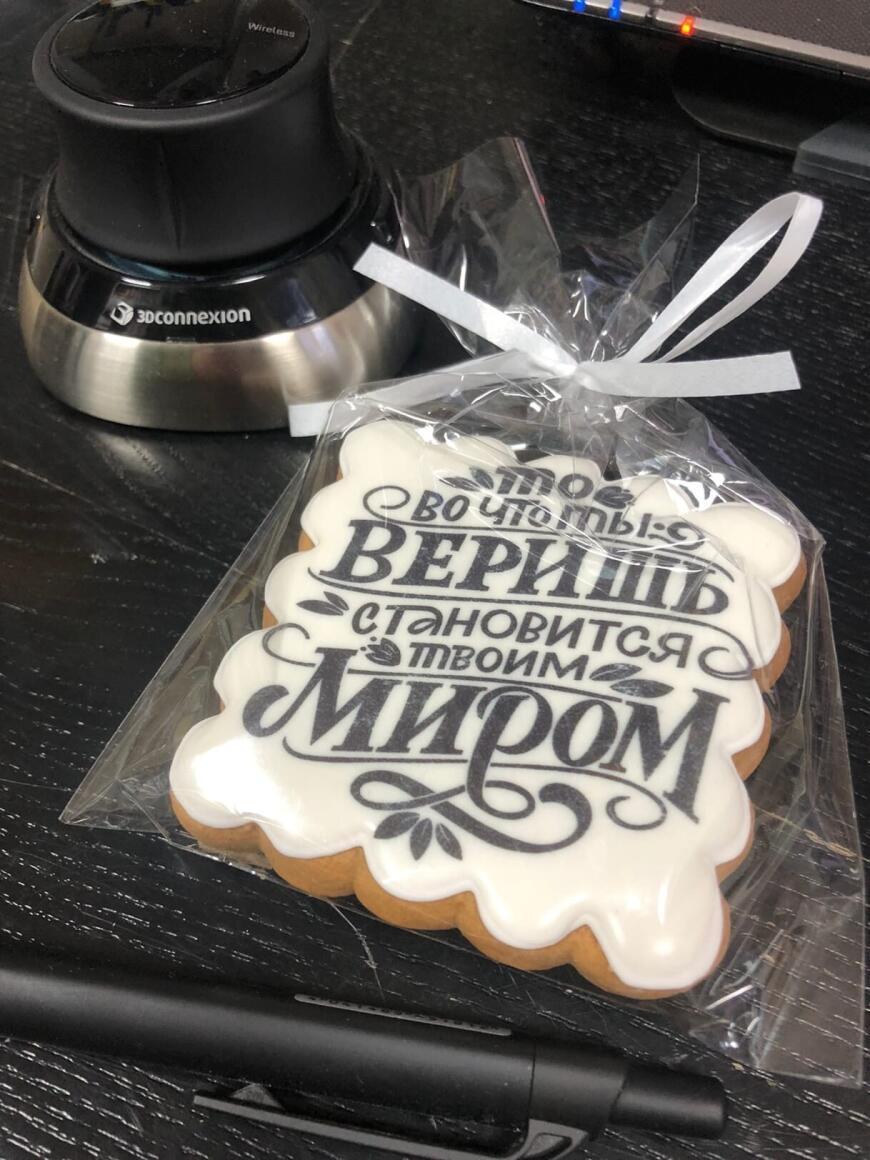 Wireless
3Dconnexion
то
во что ты
ВЕРИШЬ
СТАНОВИТСЯ
ТВОИМ
МИРОМ